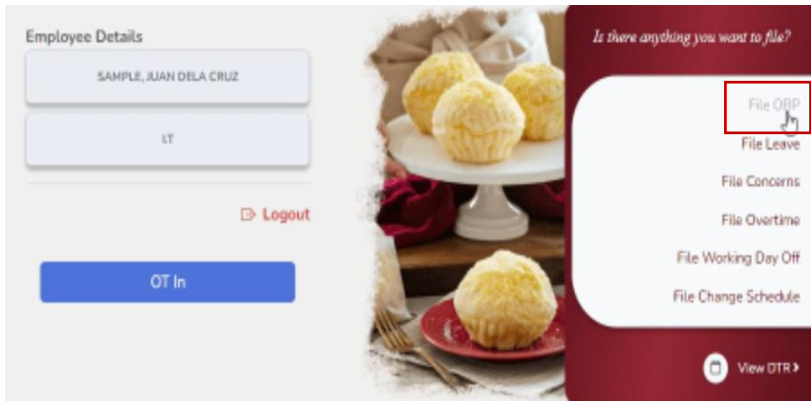 Employee Details
SAMPLE, JUAN DELA CRUZ
LT
Logout
OT In
Is there anything you want to file?
File OBP
File Leave
File Concerns
File Overtime
File Working Day Off
File Change Schedule
View DTR